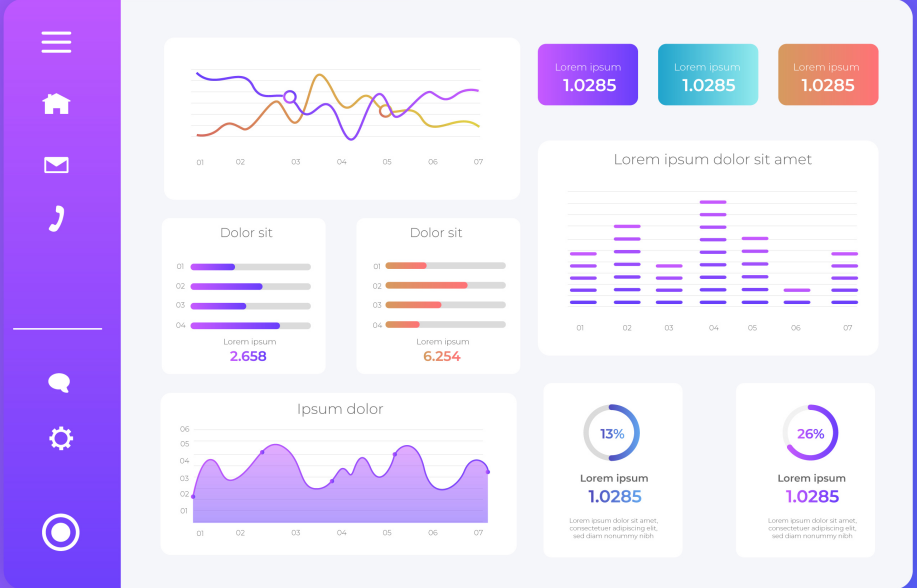 01 02 03 04 05 06 07
Lorem ipsum
1.0285
Lorem ipsum
1.0285
Lorem ipsum
1.0285
Lorem ipsum dolor sit amet
01 02 03 04 05 06 07
Dolor sit
01
02
03
04
Lorem ipsum
2.658
Dolor sit
01
02
03
04
Lorem ipsum
6.254
Ipsum dolor
06
05
04
03
02
01
01 02 03 04 05 06 07
13%
Lorem ipsum
1.0285
Lorem ipsum dolor sit amet,
consectetuer adipiscing elit,
sed diam nonummy nibh
26%
Lorem ipsum
1.0285
Lorem ipsum dolor sit amet,
consectetuer adipiscing elit,
sed diam nonummy nibh